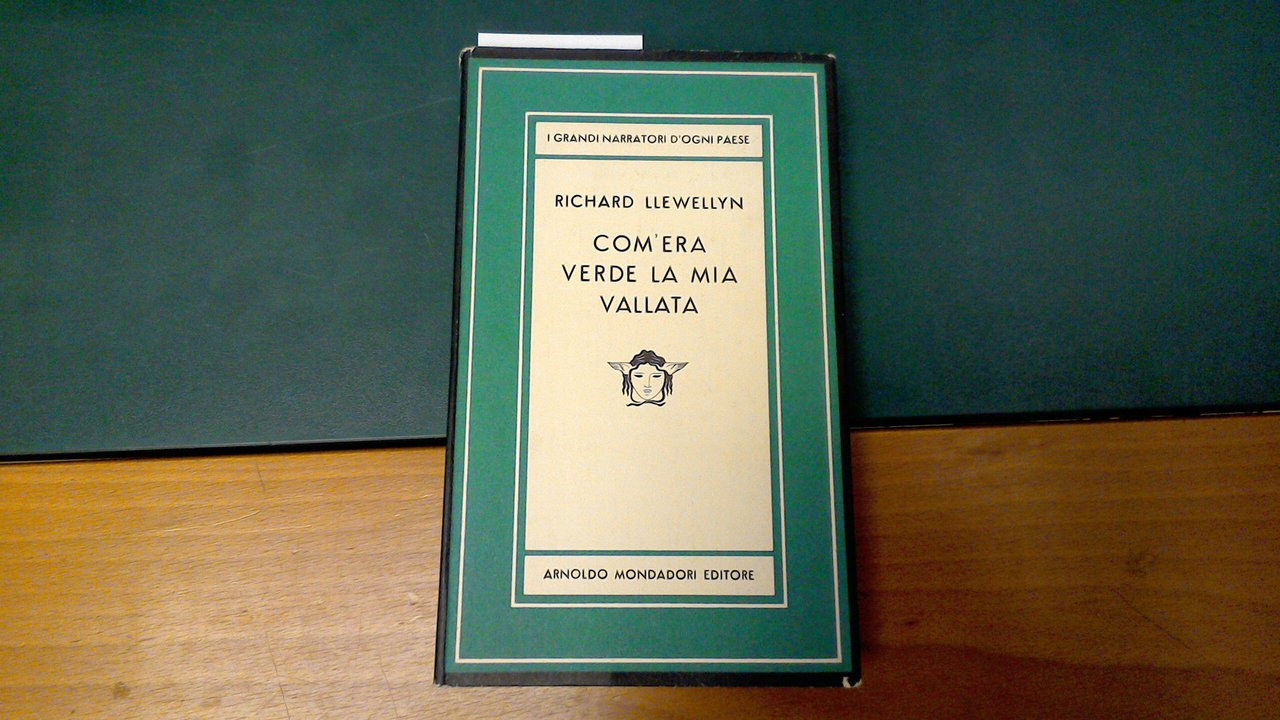 I GRANDI NARRATORI D'OGNI PAESE
RICHARD LLEWELLYN
COM'ERA
VERDE LA MIA
VALLATA
ARNOLDO MONDADORI EDITORE